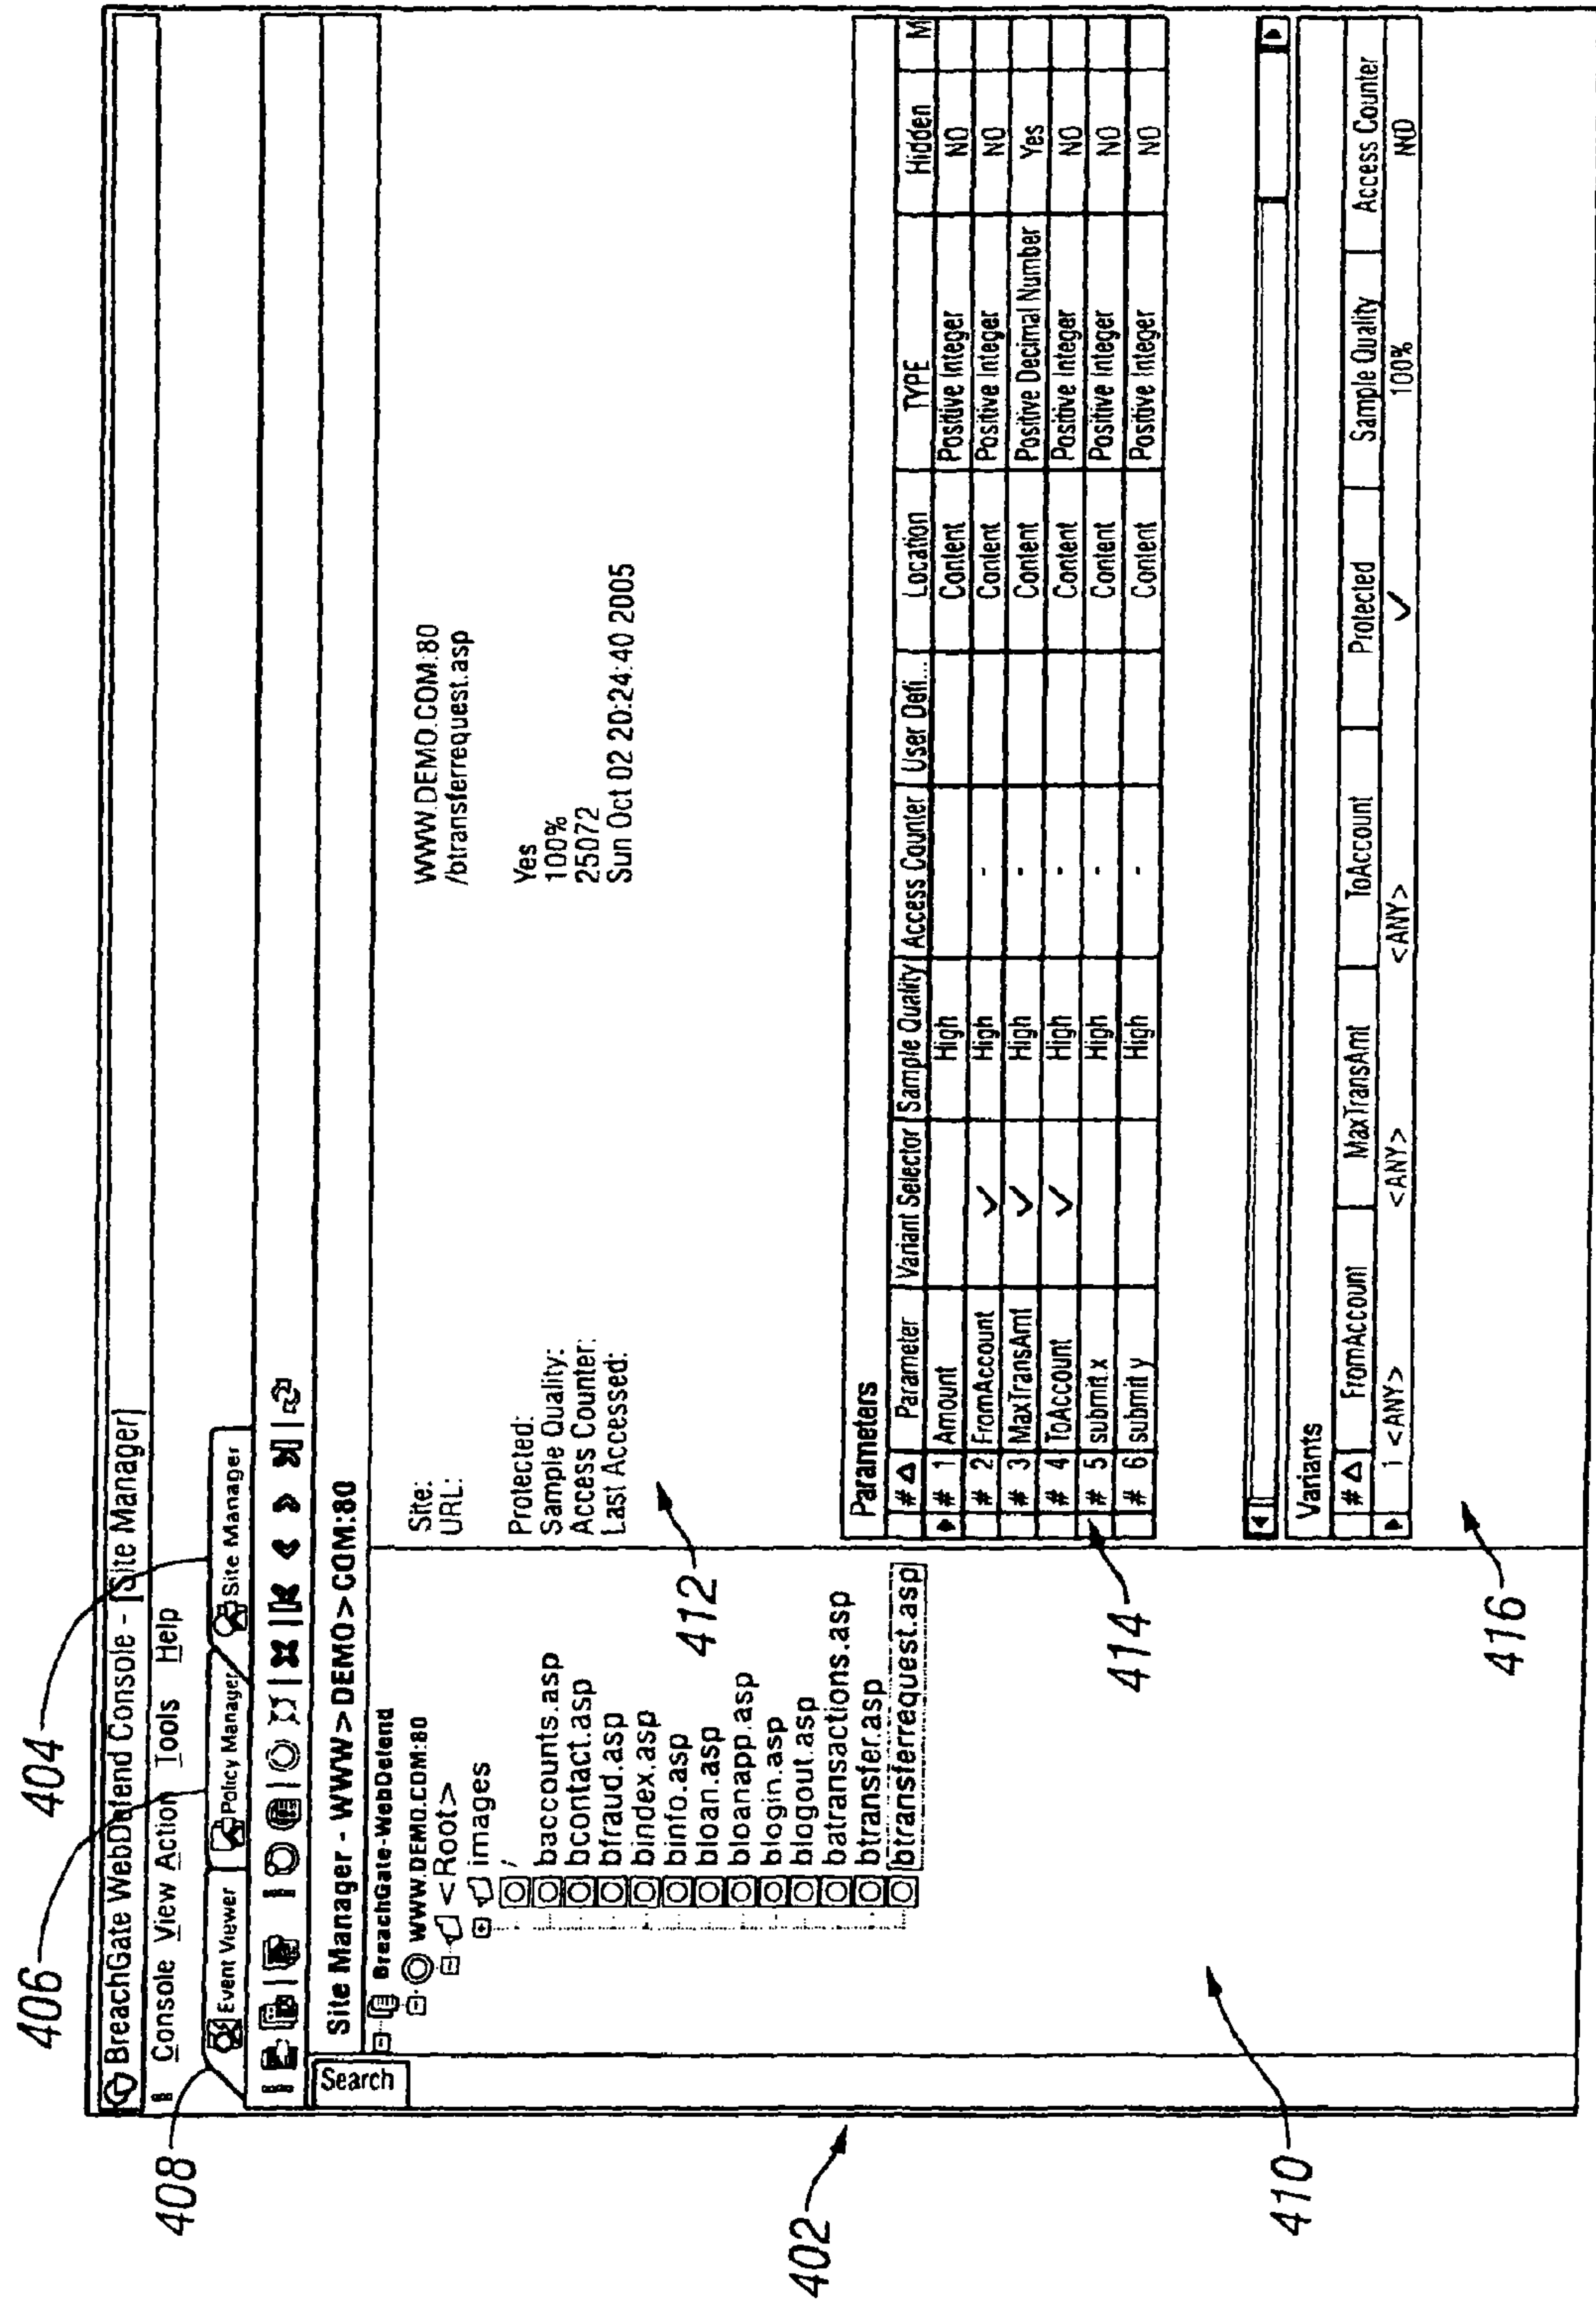 404
406
408
BreachGate WebDefend Console - [Site Manager]
Console View Action Tools Help
Event Viewer Policy Manager Site Manager
Site Manager - WWW>DEMO>COM:80
Search
BreachGate-WebDefend
WWW.DEMO.COM:80
<Root>
images
/
baccounts.asp
bcontact.asp
bfraud.asp
bindex.asp
binfo.asp
bloan.asp
bloanapp.asp
blogin.asp
blogout.asp
batransactions.asp
btransfer.asp
btransferrequest.asp
Site: WWW.DEMO.COM:80
URL: /btransferrequest.asp
Protected: Yes
Sample Quality: 100%
Access Counter: 25072
Last Accessed: Sun Oct 02 20:24:40 2005
412
Parameters
# Parameter Variant Selector Sample Quality Access Counter User Defi... Location TYPE Hidden M
# 1 Amount High Content Positive Integer NO
# 2 FromAccount ✓ High - Content Positive Integer NO
# 3 MaxTransAmt ✓ High - Content Positive Decimal Number Yes
# 4 ToAccount ✓ High - Content Positive Integer NO
# 5 submit.x High - Content Positive Integer NO
# 6 submit y High - Content Positive Integer NO
414
Variants
# FromAccount MaxTransAmt ToAccount Protected Sample Quality Access Counter
1 <ANY> <ANY> <ANY> ✓ 100% NO
416
402
410